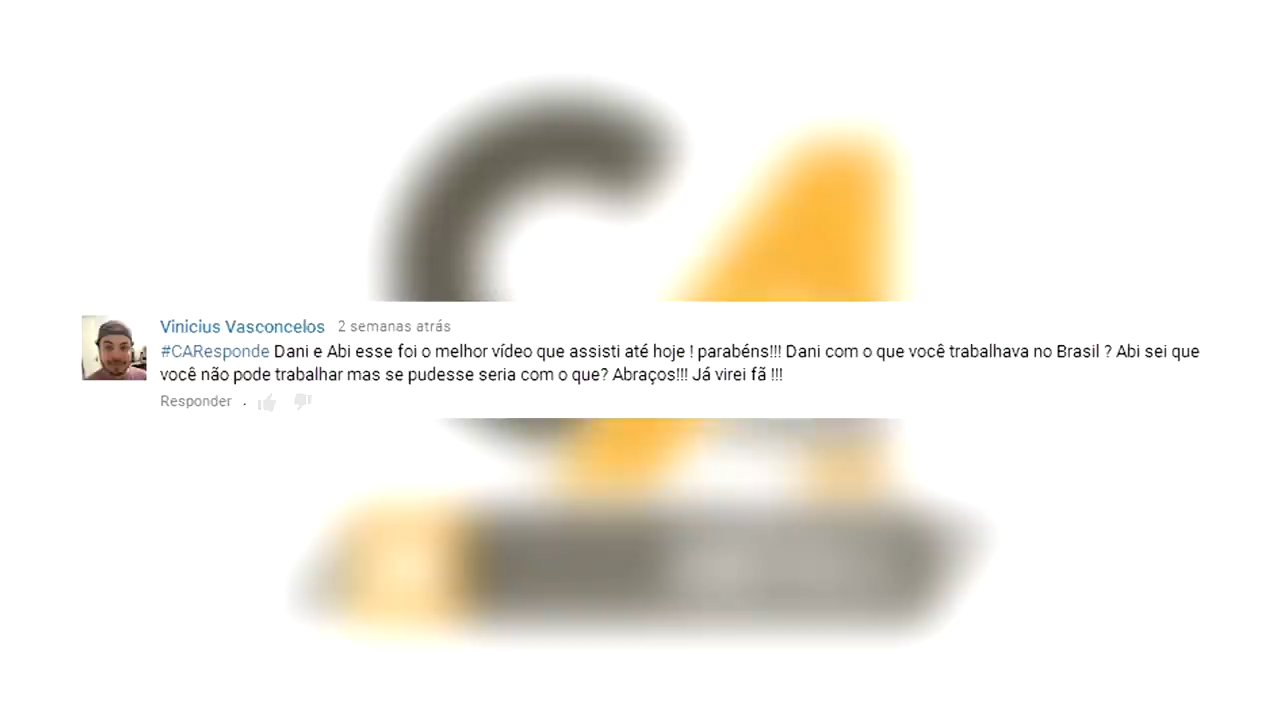 Vinicius Vasconcelos 2 semanas atrás
#CAResponde Dani e Abi esse foi o melhor vídeo que assisti até hoje ! parabéns!!! Dani com o que você trabalhava no Brasil ? Abi sei que
você não pode trabalhar mas se pudesse seria com o que? Abraços!!! Já virei fã !!!
Responder .